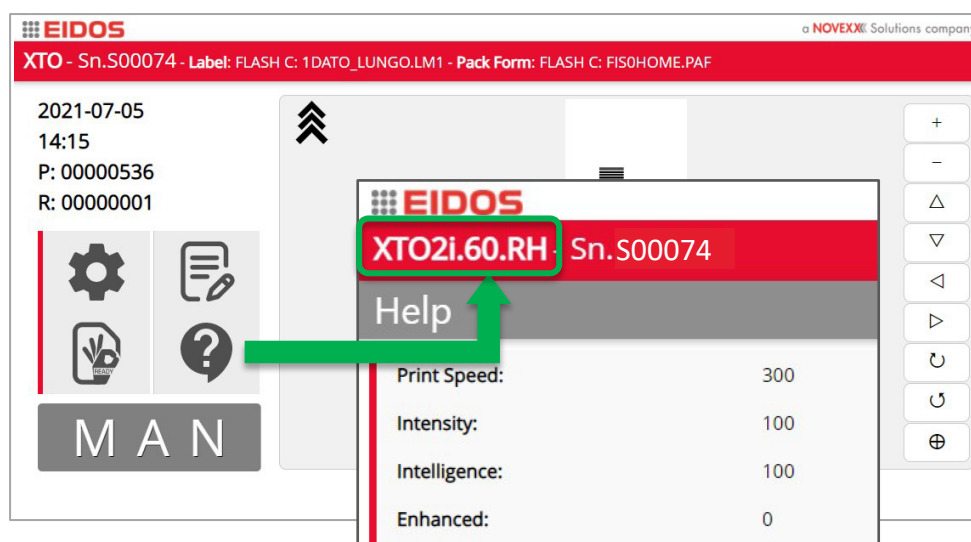 EIDOS
a NOVEXX Solutions company
XTO - Sn.S00074 - Label: FLASH C: 1DATO_LUNGO.LM1 - Pack Form: FLASH C: FIS0HOME.PAF
2021-07-05
14:15
P: 00000536
R: 00000001
READY
M A N
EIDOS
XTO2i.60.RH - Sn. S00074
Help
Print Speed: 300
Intensity: 100
Intelligence: 100
Enhanced: 0